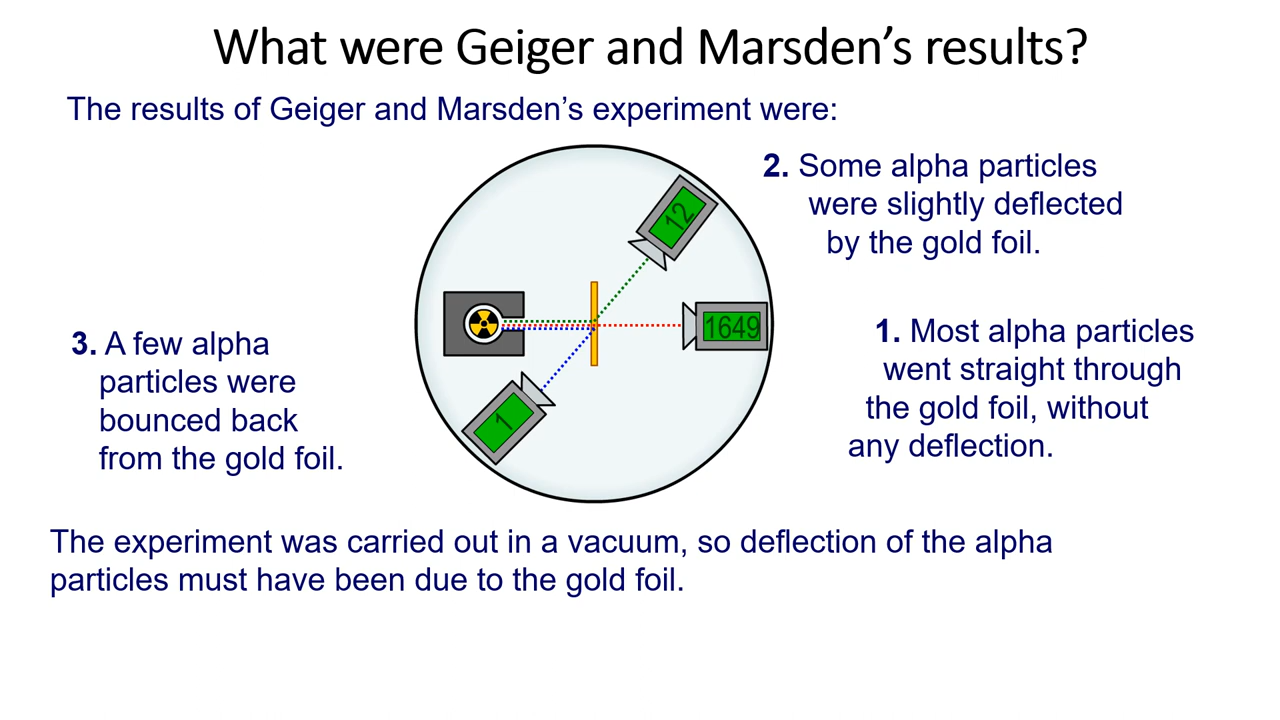 What were Geiger and Marsden’s results?
The results of Geiger and Marsden’s experiment were:
12
2. Some alpha particles
were slightly deflected
by the gold foil.
1649
1. Most alpha particles
went straight through
the gold foil, without
any deflection.
3. A few alpha
particles were
bounced back
from the gold foil.
1
The experiment was carried out in a vacuum, so deflection of the alpha
particles must have been due to the gold foil.